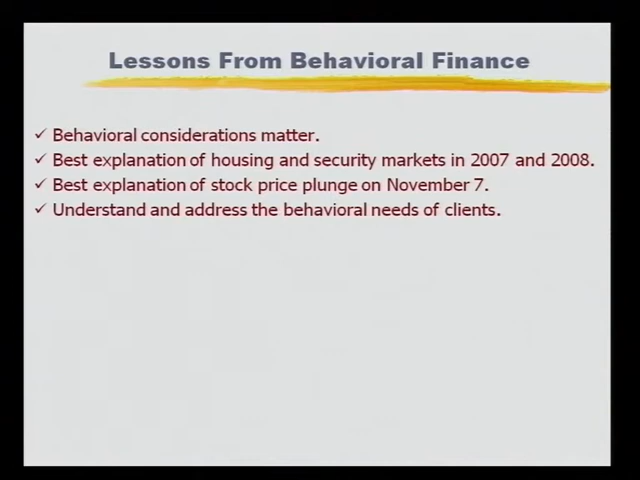 Lessons From Behavioral Finance
✓ Behavioral considerations matter.
✓ Best explanation of housing and security markets in 2007 and 2008.
✓ Best explanation of stock price plunge on November 7.
✓ Understand and address the behavioral needs of clients.